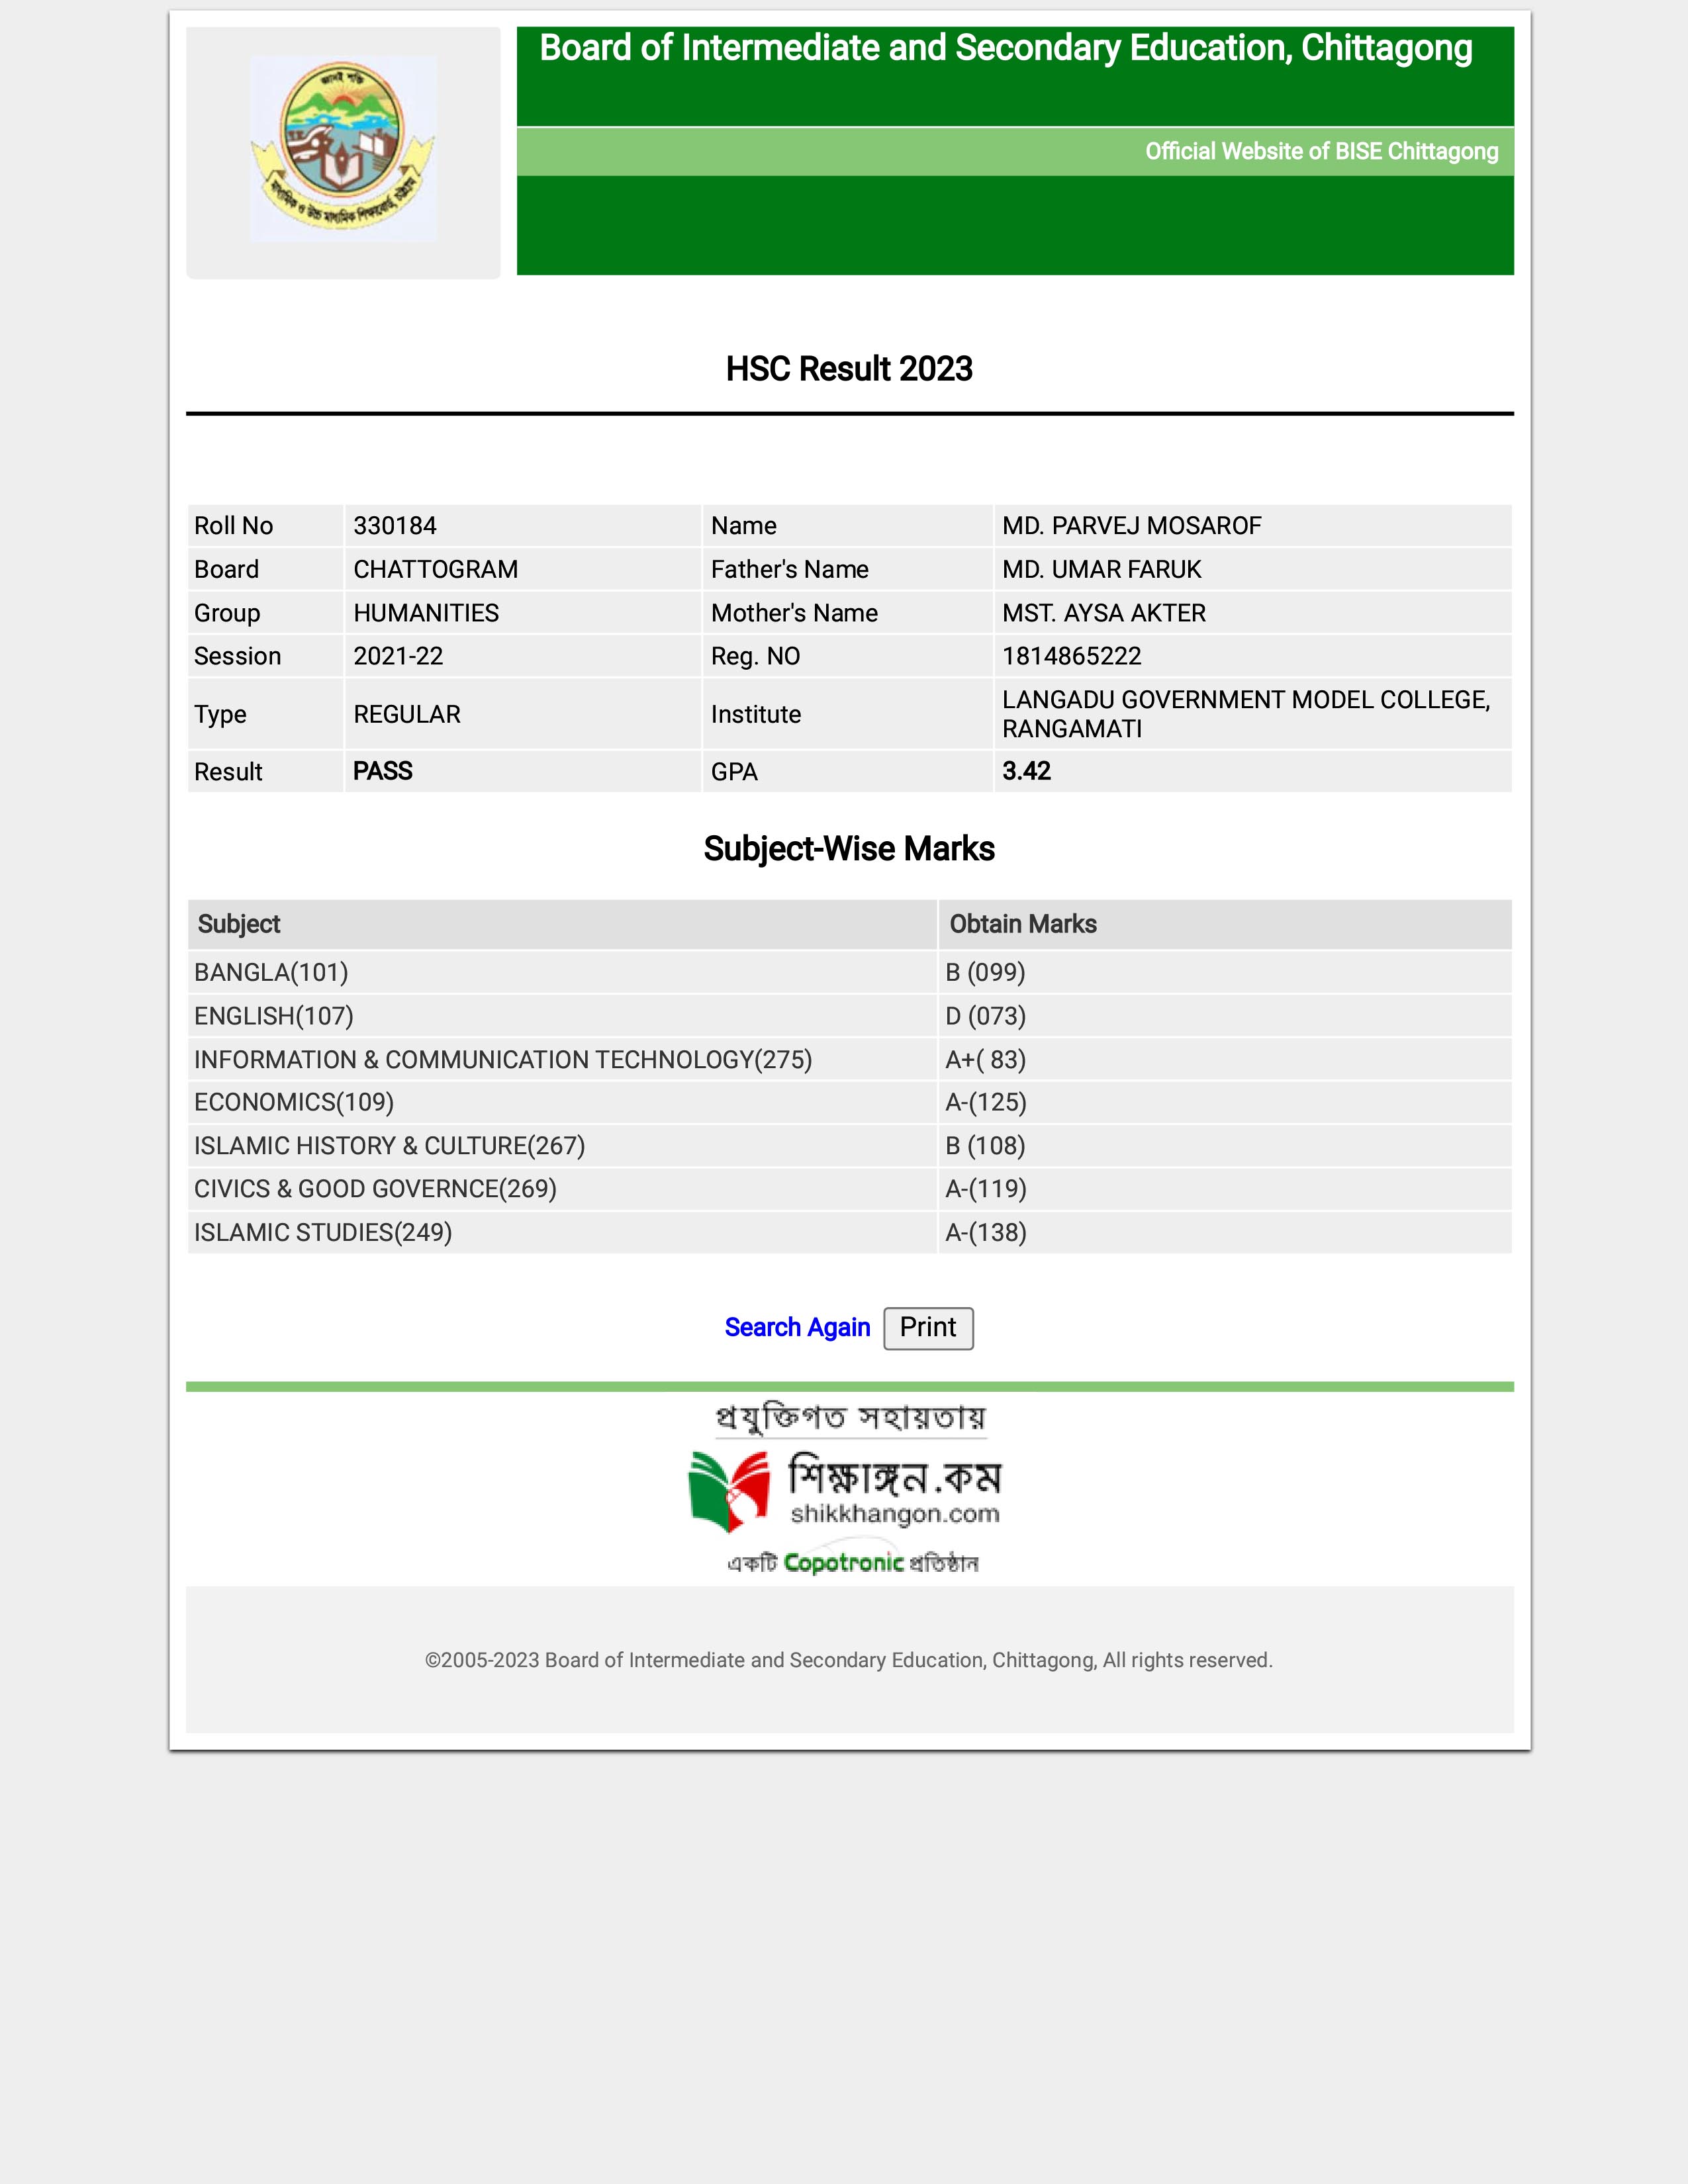 জ্ঞানই শক্তি
মাধ্যমিক ও উচ্চ মাধ্যমিক শিক্ষাবোর্ড, চট্টগ্রাম
Board of Intermediate and Secondary Education, Chittagong
Official Website of BISE Chittagong
HSC Result 2023
Roll No 330184 Name MD. PARVEJ MOSAROF
Board CHATTOGRAM Father's Name MD. UMAR FARUK
Group HUMANITIES Mother's Name MST. AYSA AKTER
Session 2021-22 Reg. NO 1814865222
Type REGULAR Institute LANGADU GOVERNMENT MODEL COLLEGE,
RANGAMATI
Result PASS GPA 3.42
Subject-Wise Marks
Subject Obtain Marks
BANGLA(101) B (099)
ENGLISH(107) D (073)
INFORMATION & COMMUNICATION TECHNOLOGY(275) A+( 83)
ECONOMICS(109) A-(125)
ISLAMIC HISTORY & CULTURE(267) B (108)
CIVICS & GOOD GOVERNCE(269) A-(119)
ISLAMIC STUDIES(249) A-(138)
Search Again Print
প্রযুক্তিগত সহায়তায়
শিক্ষাঙ্গন.কম
shikkhangon.com
একটি Copotronic প্রতিষ্ঠান
©2005-2023 Board of Intermediate and Secondary Education, Chittagong, All rights reserved.